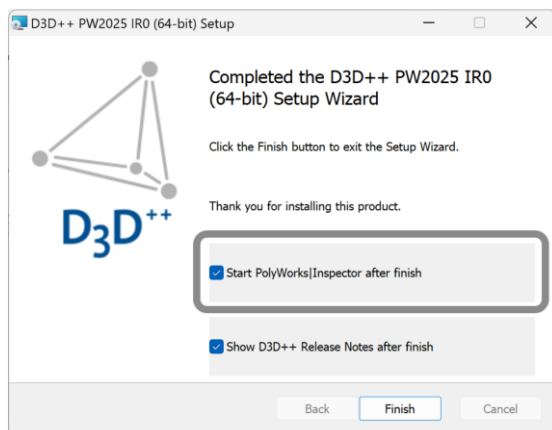 D3D++ PW2025 IR0 (64-bit) Setup
Completed the D3D++ PW2025 IR0
(64-bit) Setup Wizard
Click the Finish button to exit the Setup Wizard.
Thank you for installing this product.
D3D++
Start PolyWorks|Inspector after finish
Show D3D++ Release Notes after finish
Back Finish Cancel